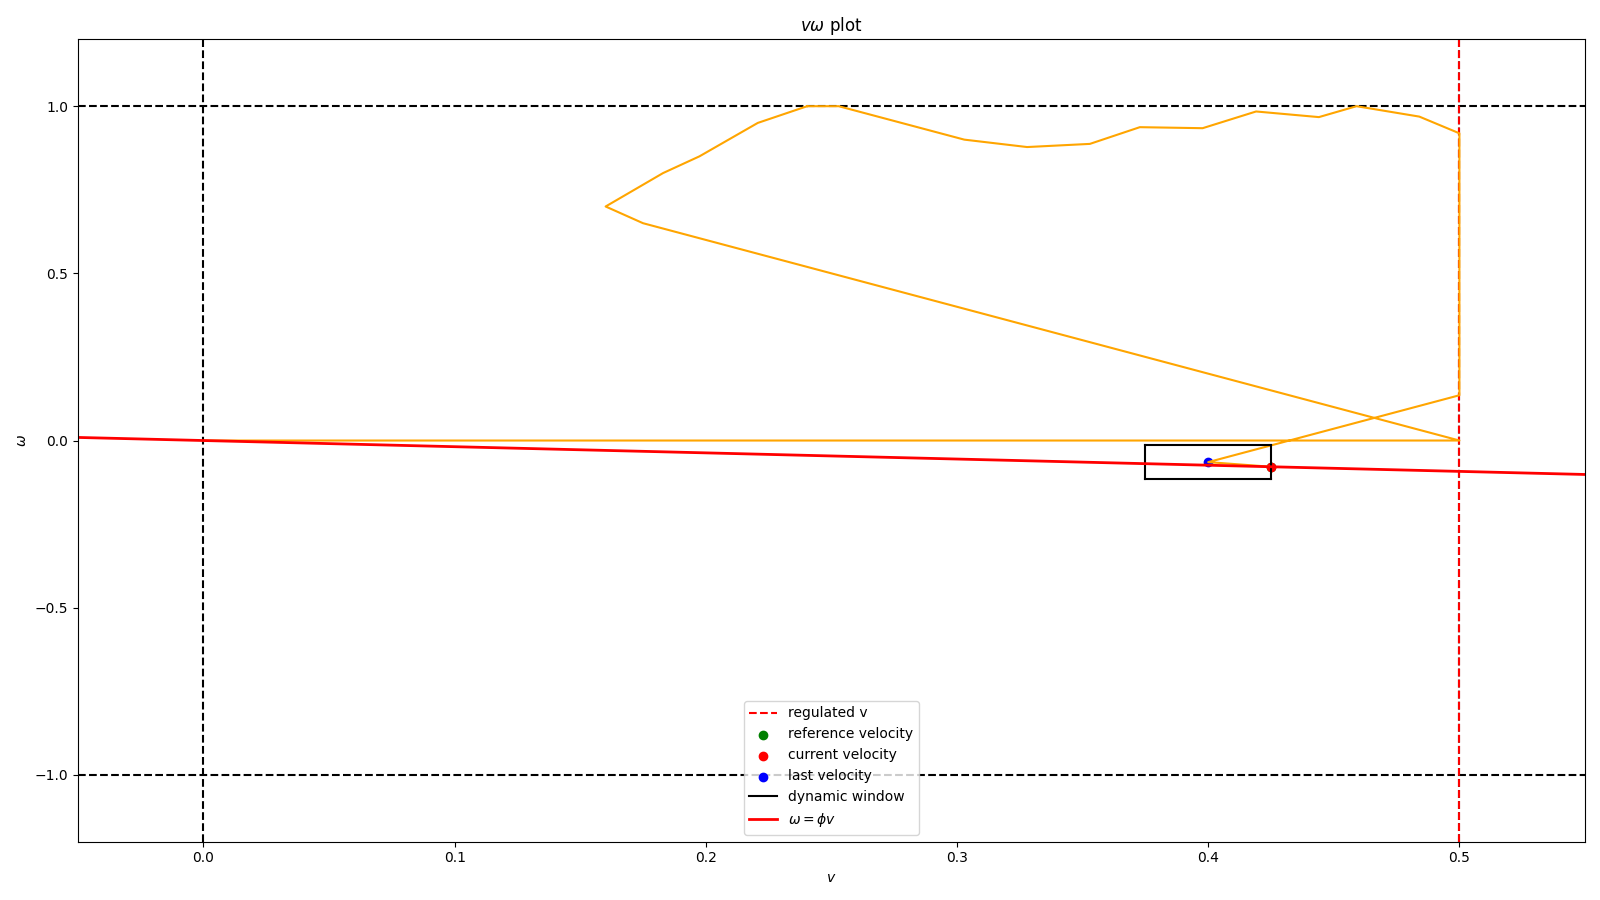 vω plot
1.0
0.5
0.0
−0.5
−1.0
ω
regulated v
reference velocity
current velocity
last velocity
dynamic window
ω = ϕv
0.0 0.1 0.2 0.3 0.4 0.5
v